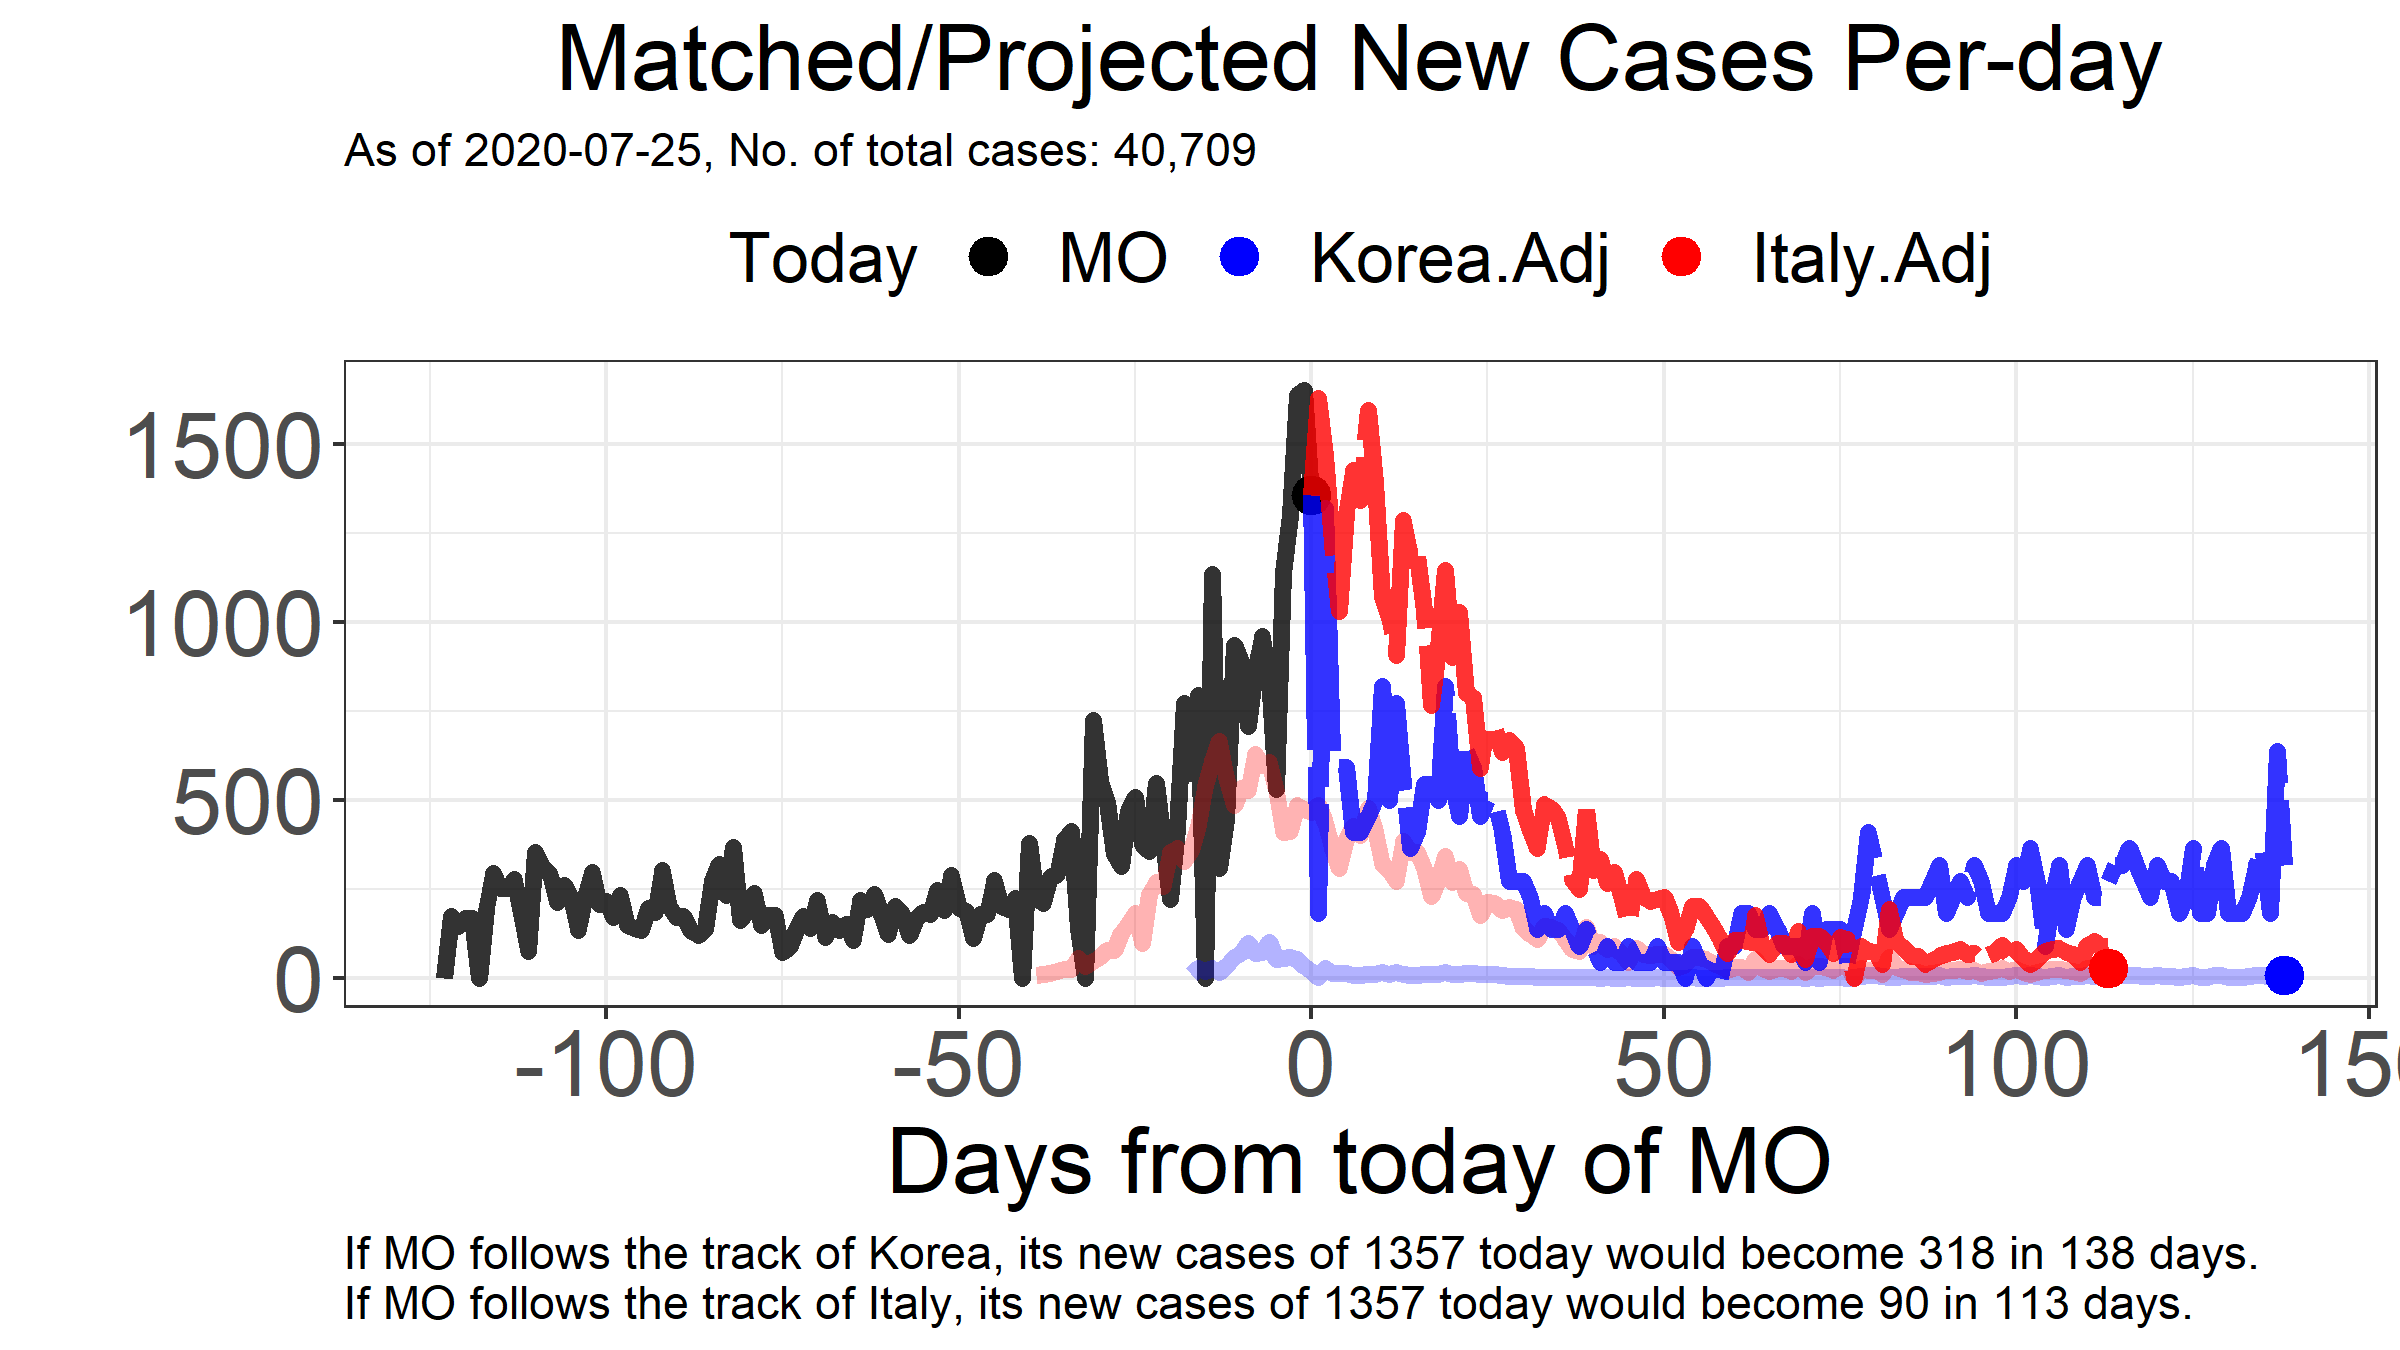 Matched/Projected New Cases Per-day
As of 2020-07-25, No. of total cases: 40,709
Today MO Korea.Adj Italy.Adj
1500
1000
500
0
-100 -50 0 50 100 150
Days from today of MO
If MO follows the track of Korea, its new cases of 1357 today would become 318 in 138 days.
If MO follows the track of Italy, its new cases of 1357 today would become 90 in 113 days.